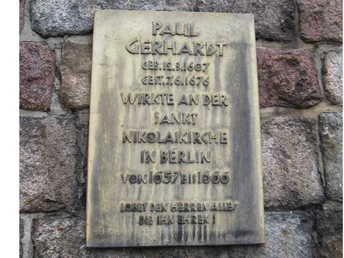 PAUL
GERHARDT
GEB. 12.3.1607
GEST. 7.6.1676
WIRKTE AN DER
SANKT
NIKOLAIKIRCHE
IN BERLIN
VON 1657 BIS 1666
LOBET DEN HERREN ALLE
DIE IHN EHREN!